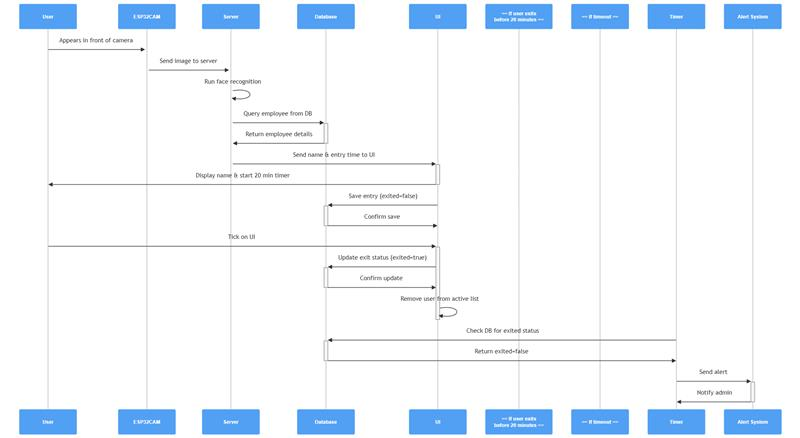 User
ESP32CAM
Server
Database
UI
== If user exits
before 20 minutes ==
== If timeout ==
Timer
Alert System
Appears in front of camera
Send image to server
Run face recognition
Query employee from DB
Return employee details
Send name & entry time to UI
Display name & start 20 min timer
Save entry (exited=false)
Confirm save
Tick on UI
Update exit status (exited=true)
Confirm update
Remove user from active list
Check DB for exited status
Return exited=false
Send alert
Notify admin
User
ESP32CAM
Server
Database
UI
== If user exits
before 20 minutes ==
== If timeout ==
Timer
Alert System